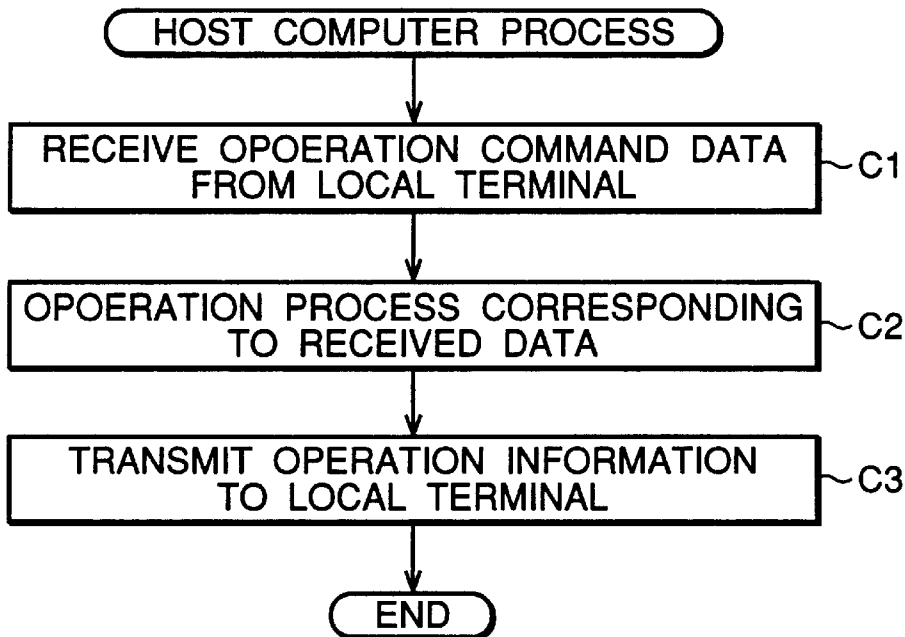 HOST COMPUTER PROCESS
RECEIVE OPOERATION COMMAND DATA
FROM LOCAL TERMINAL
C1
OPOERATION PROCESS CORRESPONDING
TO RECEIVED DATA
C2
TRANSMIT OPERATION INFORMATION
TO LOCAL TERMINAL
C3
END